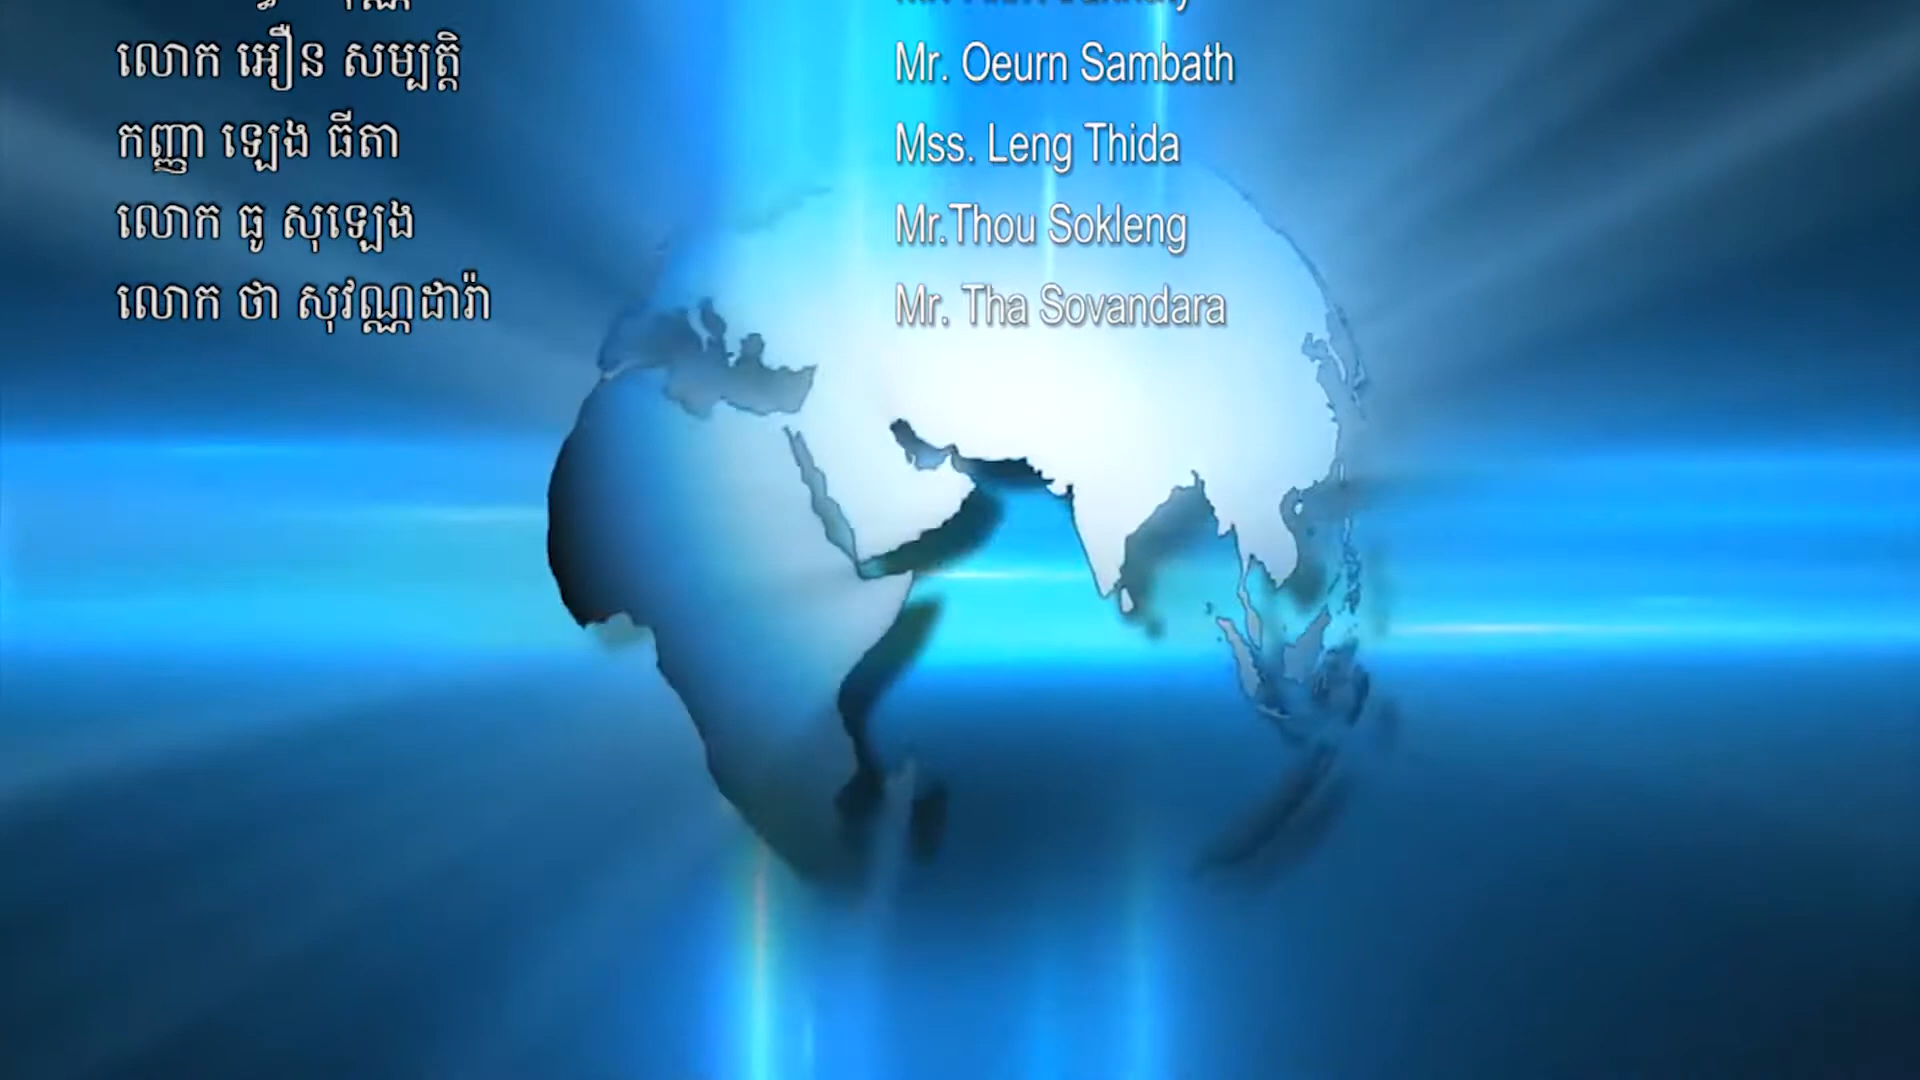 លោក អឿន សម្បត្តិ Mr. Oeurn Sambath
កញ្ញា ឡេង ធីតា Mss. Leng Thida
លោក ធូ សុឡេង Mr.Thou Sokleng
លោក ថា សុវណ្ណដារ៉ា Mr. Tha Sovandara